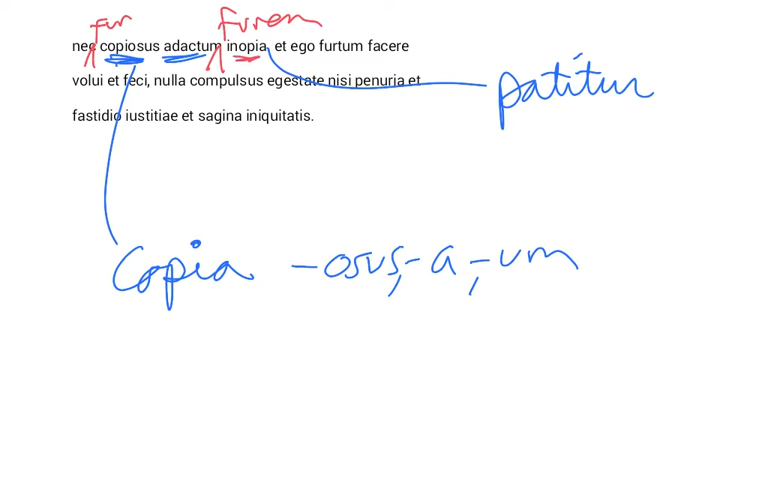 fur furem
nec copiosus adactum inopia, et ego furtum facere
volui et feci, nulla compulsus egestate nisi penuria et
patitur
fastidio iustitiae et sagina iniquitatis.
Copia -osus, -a, -um